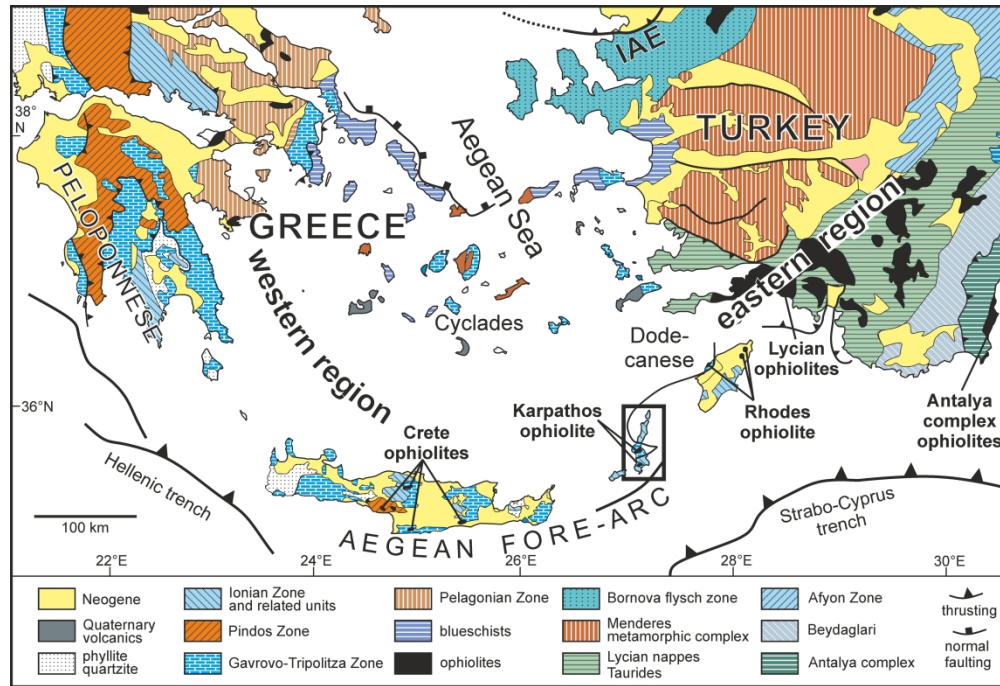 IAE
38°
N
TURKEY
Aegean Sea
PELOPONNESE
GREECE
western region
eastern region
Cyclades
Dode-
canese
Lycian
ophiolites
36°N
Karpathos
ophiolite
Rhodes
ophiolite
Antalya
complex
ophiolites
Crete
ophiolites
Hellenic trench
Strabo-Cyprus
trench
100 km
AEGEAN FORE-ARC
22°E
24°E
26°E
28°E
30°E
Neogene
Ionian Zone
and related units
Pelagonian Zone
Bornova flysch zone
Afyon Zone
thrusting
Quaternary
volcanics
Pindos Zone
blueschists
Menderes
metamorphic complex
Beydaglari
normal
faulting
phyllite
quartzite
Gavrovo-Tripolitza Zone
ophiolites
Lycian nappes
Taurides
Antalya complex